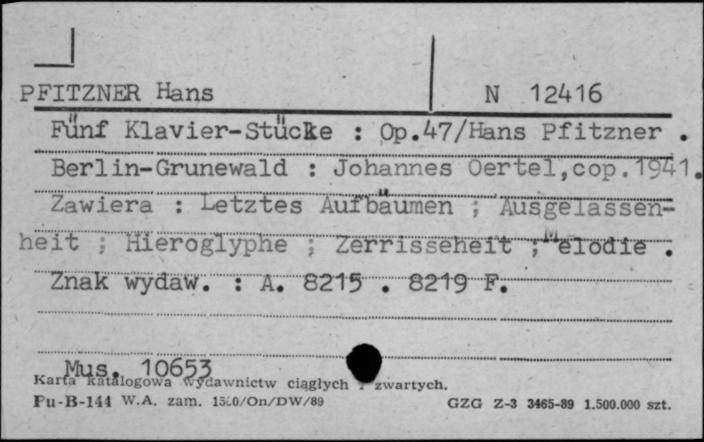 PFITZNER Hans
N 12416
Fünf Klavier-Stücke : Op.47/Hans Pfitzner .
Berlin-Grunewald : Johannes Oertel,cop.1941.
Zawiera : Letztes Aufbäumen ; Ausgelassen-
heit ; Hieroglyphe ; Zerrisseheit ; Melodie .
Znak wydaw. : A. 8215 . 8219 F.
Mus. 10653
Karta katalogowa wydawnictw ciągłych i zwartych.
Pu-B-144 W.A. zam. /On/DW/89
GZG Z-3 3465-89 1.500.000 szt.